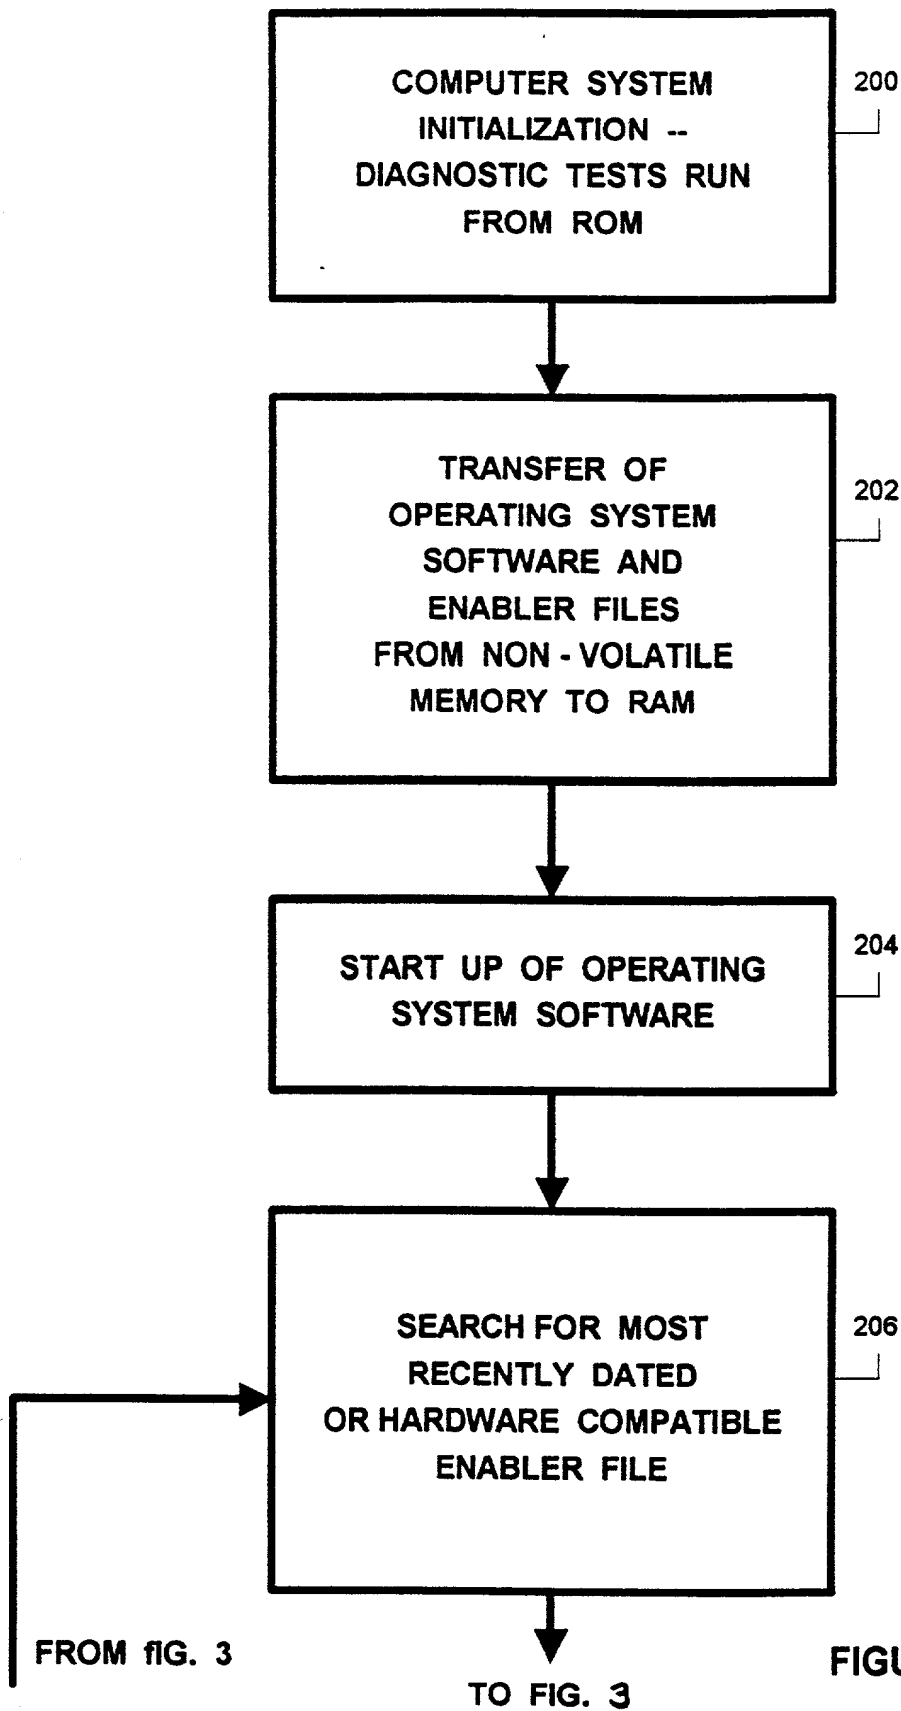 COMPUTER SYSTEM
INITIALIZATION --
DIAGNOSTIC TESTS RUN
FROM ROM
200
TRANSFER OF
OPERATING SYSTEM
SOFTWARE AND
ENABLER FILES
FROM NON - VOLATILE
MEMORY TO RAM
202
START UP OF OPERATING
SYSTEM SOFTWARE
204
SEARCH FOR MOST
RECENTLY DATED
OR HARDWARE COMPATIBLE
ENABLER FILE
206
FROM fIG. 3
TO FIG. 3